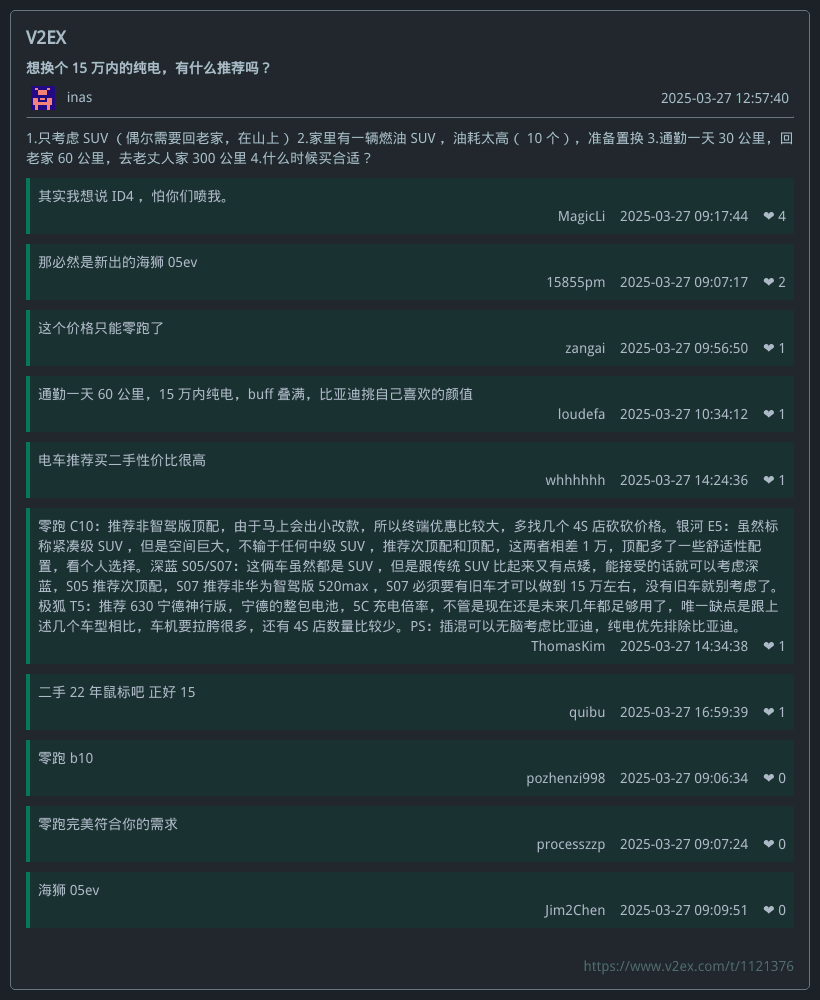 V2EX
想换个 15 万内的纯电，有什么推荐吗？
inas
2025-03-27 12:57:40
1.只考虑 SUV （ 偶尔需要回老家，在山上 ） 2.家里有一辆燃油 SUV ，油耗太高（ 10 个），准备置换 3.通勤一天 30 公里，回
老家 60 公里，去老丈人家 300 公里 4.什么时候买合适 ？
其实我想说 ID4 ，怕你们喷我。
MagicLi 2025-03-27 09:17:44 ❤ 4
那必然是新出的海狮 05ev
15855pm 2025-03-27 09:07:17 ❤ 2
这个价格只能零跑了
zangai 2025-03-27 09:56:50 ❤ 1
通勤一天 60 公里，15 万内纯电，buff 叠满，比亚迪挑自己喜欢的颜值
loudefa 2025-03-27 10:34:12 ❤ 1
电车推荐买二手性价比很高
whhhhhh 2025-03-27 14:24:36 ❤ 1
零跑 C10：推荐非智驾版顶配，由于马上会出小改款，所以终端优惠比较大，多找几个 4S 店砍砍价格。银河 E5：虽然标
称紧凑级 SUV ，但是空间巨大，不输于任何中级 SUV ，推荐次顶配和顶配，这两者相差 1 万，顶配多了一些舒适性配
置，看个人选择。深蓝 S05/S07：这俩车虽然都是 SUV ，但是跟传统 SUV 比起来又有点矮，能接受的话就可以考虑深
蓝，S05 推荐次顶配，S07 推荐非华为智驾版 520max ，S07 必须要有旧车才可以做到 15 万左右，没有旧车就别考虑了。
极狐 T5：推荐 630 宁德神行版，宁德的整包电池，5C 充电倍率，不管是现在还是未来几年都足够用了，唯一缺点是跟上
述几个车型相比，车机要拉胯很多，还有 4S 店数量比较少。PS：插混可以无脑考虑比亚迪，纯电优先排除比亚迪。
ThomasKim 2025-03-27 14:34:38 ❤ 1
二手 22 年鼠标吧 正好 15
quibu 2025-03-27 16:59:39 ❤ 1
零跑 b10
pozhenzi998 2025-03-27 09:06:34 ❤ 0
零跑完美符合你的需求
processzzp 2025-03-27 09:07:24 ❤ 0
海狮 05ev
Jim2Chen 2025-03-27 09:09:51 ❤ 0
https://www.v2ex.com/t/1121376